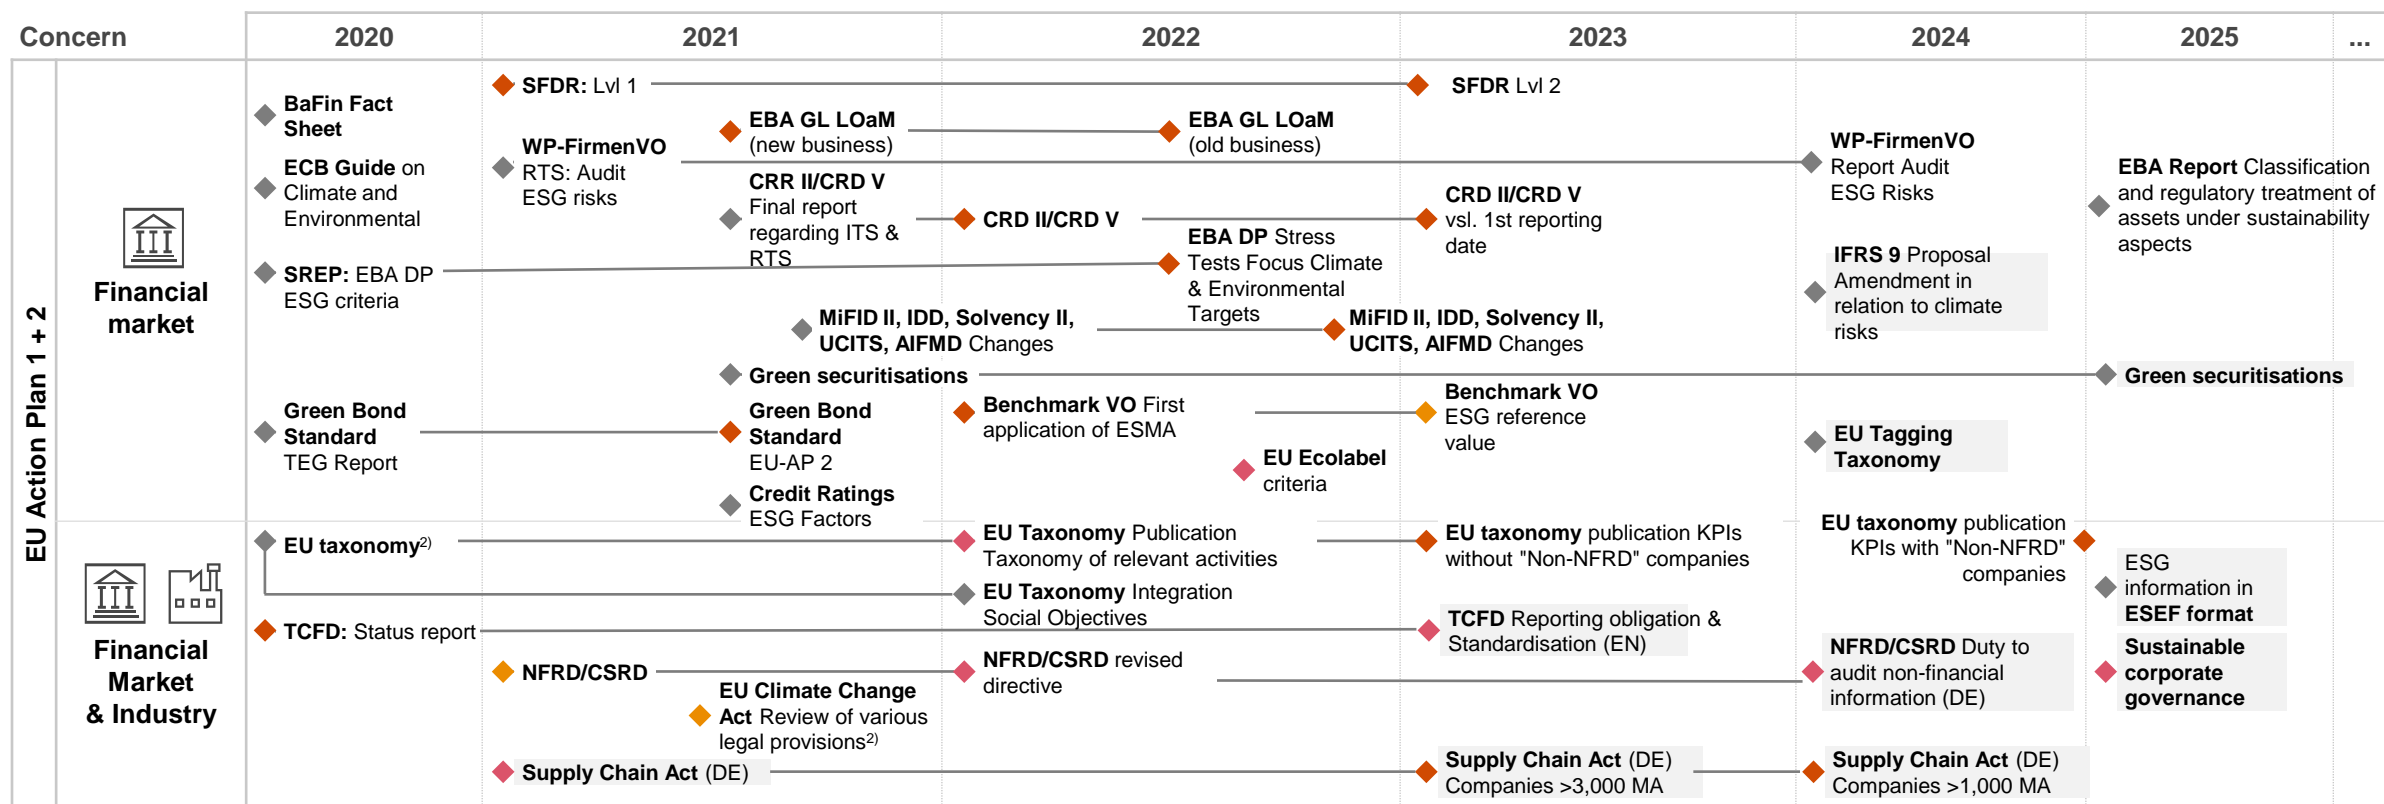 Concern
2020
2021
2022
2023
2024
2025
...
EU Action Plan 1 + 2
Financial
market
BaFin Fact
Sheet
ECB Guide on
Climate and
Environmental
SREP: EBA DP
ESG criteria
Green Bond
Standard
TEG Report
SFDR: Lvl 1
WP-FirmenVO
RTS: Audit
ESG risks
EBA GL LOaM
(new business)
CRR II/CRD V
Final report
regarding ITS &
RTS
MiFID II, IDD, Solvency II,
UCITS, AIFMD Changes
Green securitisations
Green Bond
Standard
EU-AP 2
Credit Ratings
ESG Factors
EBA GL LOaM
(old business)
CRD II/CRD V
EBA DP Stress
Tests Focus Climate
& Environmental
Targets
MiFID II, IDD, Solvency II,
UCITS, AIFMD Changes
Benchmark VO First
application of ESMA
EU Ecolabel
criteria
SFDR Lvl 2
CRD II/CRD V
vsl. 1st reporting
date
Benchmark VO
ESG reference
value
WP-FirmenVO
Report Audit
ESG Risks
IFRS 9 Proposal
Amendment in
relation to climate
risks
EU Tagging
Taxonomy
EBA Report Classification
and regulatory treatment of
assets under sustainability
aspects
Green securitisations
Financial
Market
& Industry
EU taxonomy2)
TCFD: Status report
NFRD/CSRD
EU Climate Change
Act Review of various
legal provisions2)
Supply Chain Act (DE)
EU Taxonomy Publication
Taxonomy of relevant activities
EU Taxonomy Integration
Social Objectives
NFRD/CSRD revised
directive
EU taxonomy publication KPIs
without "Non-NFRD" companies
TCFD Reporting obligation &
Standardisation (EN)
Supply Chain Act (DE)
Companies >3,000 MA
EU taxonomy publication
KPIs with "Non-NFRD"
companies
NFRD/CSRD Duty to
audit non-financial
information (DE)
Supply Chain Act (DE)
Companies >1,000 MA
ESG
information in
ESEF format
Sustainable
corporate
governance